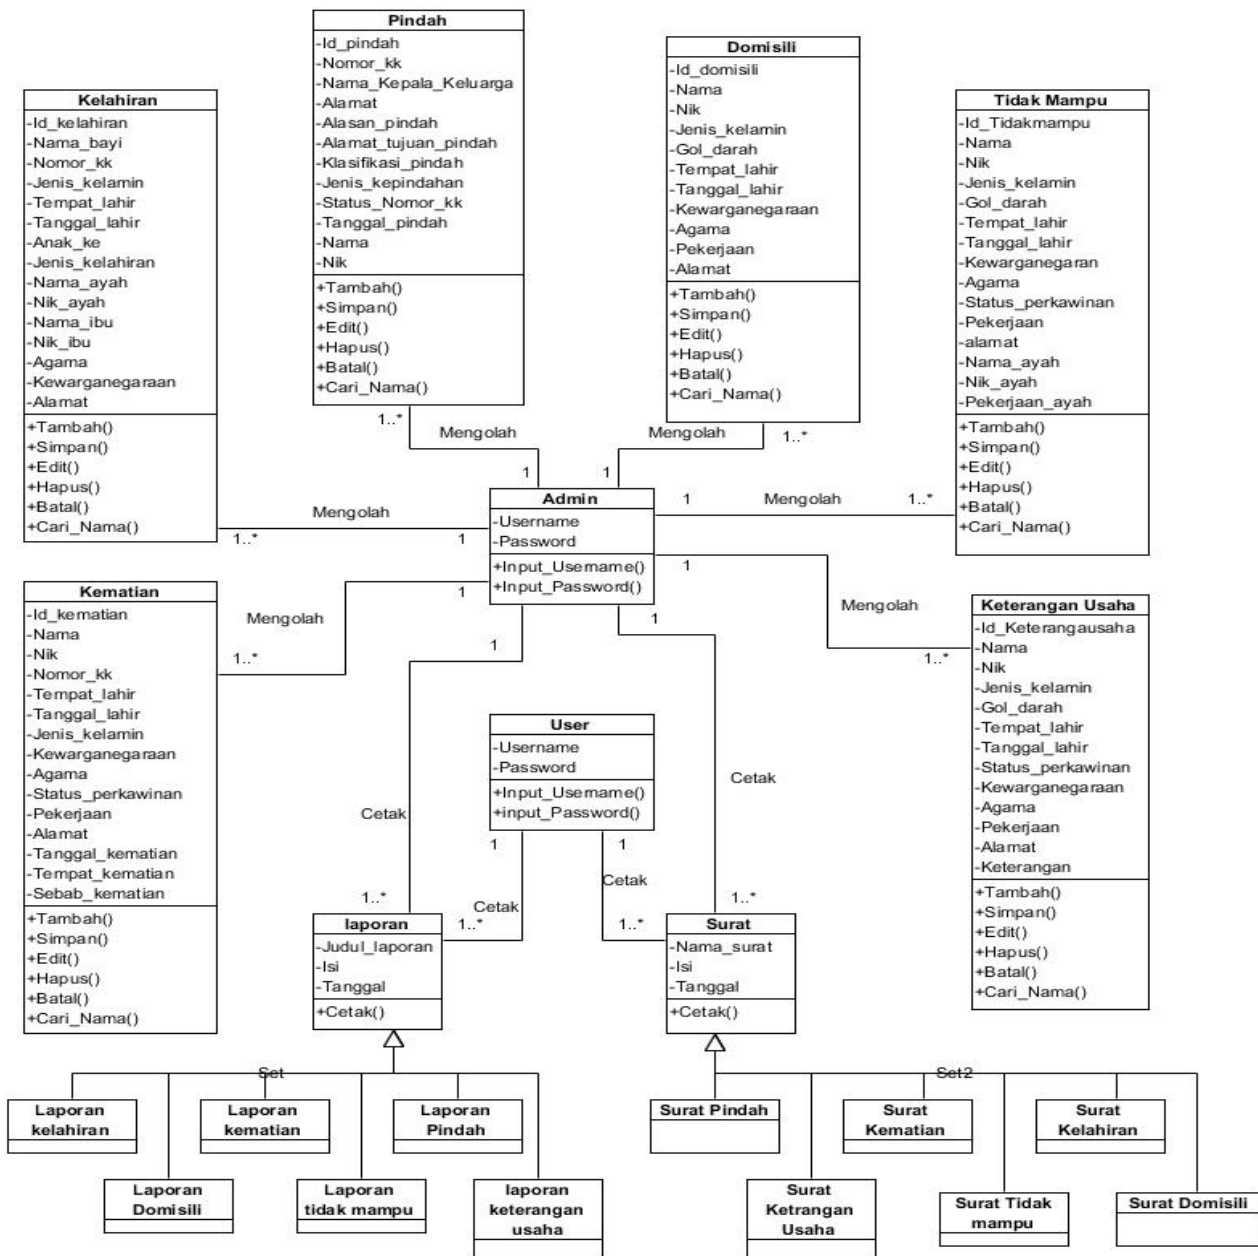 Pindah
-Id_pindah
-Nomor_kk
-Nama_Kepala_Keluarga
-Alamat
-Alasan_pindah
-Alamat_tujuan_pindah
-Klasifikasi_pindah
-Jenis_kepindahan
-Status_Nomor_kk
-Tanggal_pindah
-Nama
-Nik
+Tambah()
+Simpan()
+Edit()
+Hapus()
+Batal()
+Cari_Nama()
Domisili
-Id_domisili
-Nama
-Nik
-Jenis_kelamin
-Gol_darah
-Tempat_lahir
-Tanggal_lahir
-Kewarganegaraan
-Agama
-Pekerjaan
-Alamat
+Tambah()
+Simpan()
+Edit()
+Hapus()
+Batal()
+Cari_Nama()
Kelahiran
-Id_kelahiran
-Nama_bayi
-Nomor_kk
-Jenis_kelamin
-Tempat_lahir
-Tanggal_lahir
-Anak_ke
-Jenis_kelahiran
-Nama_ayah
-Nik_ayah
-Nama_ibu
-Nik_ibu
-Agama
-Kewarganegaraan
-Alamat
+Tambah()
+Simpan()
+Edit()
+Hapus()
+Batal()
+Cari_Nama()
Tidak Mampu
-Id_Tidakmampu
-Nama
-Nik
-Jenis_kelamin
-Gol_darah
-Tempat_lahir
-Tanggal_lahir
-Kewarganegaran
-Agama
-Status_perkawinan
-Pekerjaan
-alamat
-Nama_ayah
-Nik_ayah
-Pekerjaan_ayah
+Tambah()
+Simpan()
+Edit()
+Hapus()
+Batal()
+Cari_Nama()
1..*
Mengolah
1
Mengolah
1..*
1
Mengolah
1..*
1
1
Mengolah
1..*
Admin
-Username
-Password
+Input_Username()
+Input_Password()
Mengolah
1..*
1
1
Mengolah
1..*
Kematian
-Id_kematian
-Nama
-Nik
-Nomor_kk
-Tempat_lahir
-Tanggal_lahir
-Jenis_kelamin
-Kewarganegaraan
-Agama
-Status_perkawinan
-Pekerjaan
-Alamat
-Tanggal_kematian
-Tempat_kematian
-Sebab_kematian
+Tambah()
+Simpan()
+Edit()
+Hapus()
+Batal()
+Cari_Nama()
Keterangan Usaha
-Id_Keterangausaha
-Nama
-Nik
-Jenis_kelamin
-Gol_darah
-Tempat_lahir
-Tanggal_lahir
-Status_perkawinan
-Kewarganegaraan
-Agama
-Pekerjaan
-Alamat
-Keterangan
+Tambah()
+Simpan()
+Edit()
+Hapus()
+Batal()
+Cari_Nama()
1
1
User
-Username
-Password
+Input_Username()
+input_Password()
Cetak
Cetak
1
1
Cetak
Cetak
1..*
1..*
1..*
1..*
laporan
-Judul_laporan
-Isi
-Tanggal
+Cetak()
Surat
-Nama_surat
-Isi
-Tanggal
+Cetak()
Set
Set2
Laporan
kelahiran
Laporan
kematian
Laporan
Pindah
Surat Pindah
Surat
Kematian
Surat
Kelahiran
Laporan
Domisili
Laporan
tidak mampu
laporan
keterangan
usaha
Surat
Ketrangan
Usaha
Surat Tidak
mampu
Surat Domisili